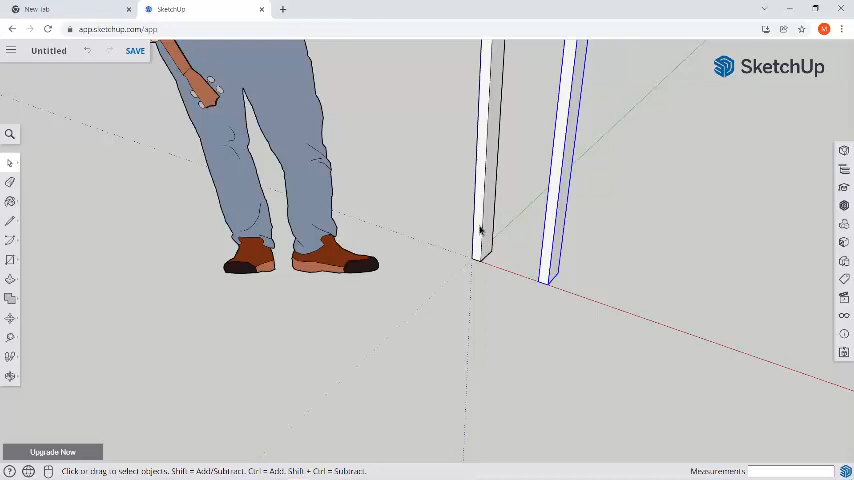 New Tab
SketchUp
app.sketchup.com/app
M
Untitled
SAVE
SketchUp
Upgrade Now
Click or drag to select objects. Shift = Add/Subtract. Ctrl = Add. Shift + Ctrl = Subtract.
Measurements